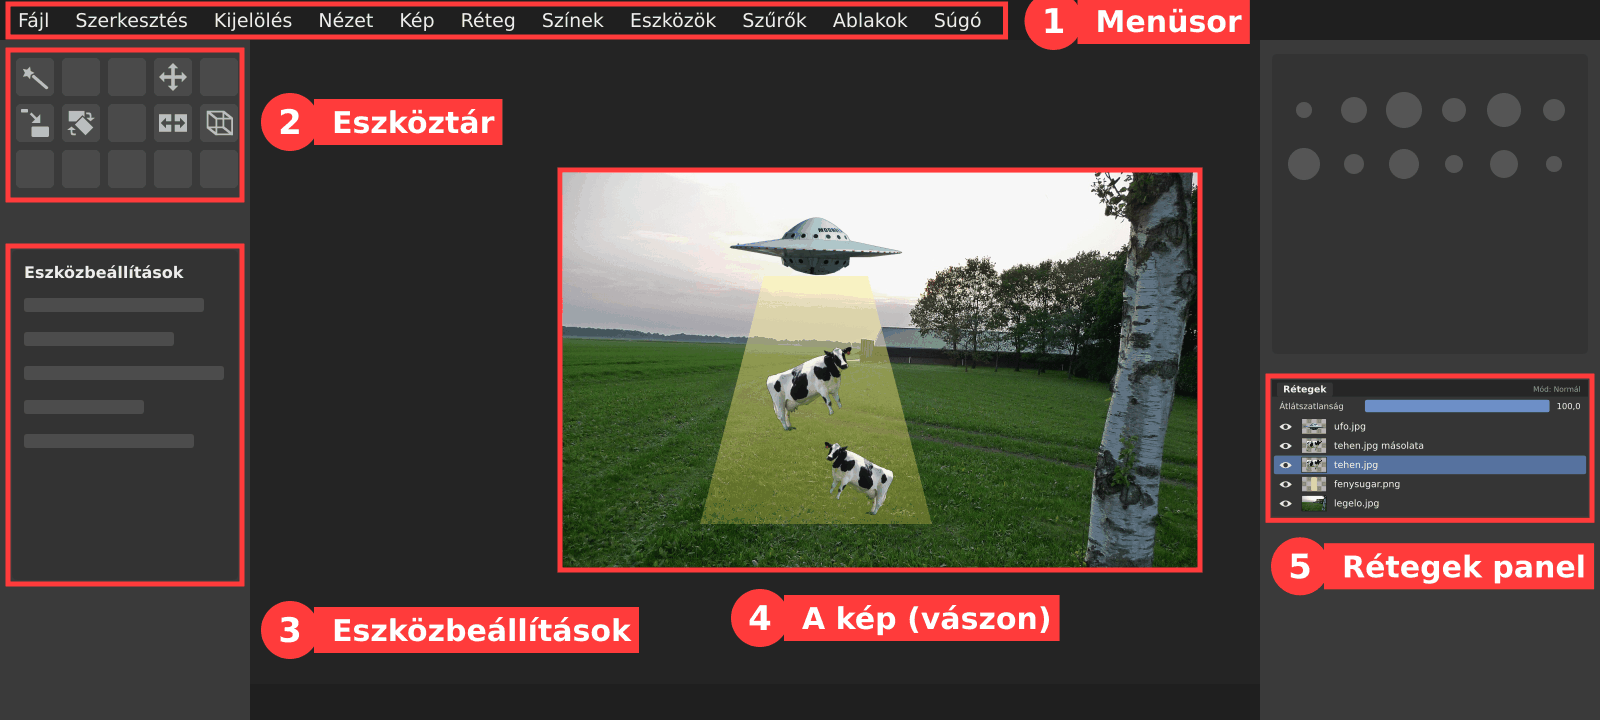 Fájl Szerkesztés Kijelölés Nézet Kép Réteg Színek Eszközök Szűrők Ablakok Súgó
1 Menüsor
2 Eszköztár
Eszközbeállítások
3 Eszközbeállítások
4 A kép (vászon)
Rétegek Mód: Normál
Átlátszatlanság 100,0
ufo.jpg
tehen.jpg másolata
tehen.jpg
fenysugar.png
legelo.jpg
5 Rétegek panel